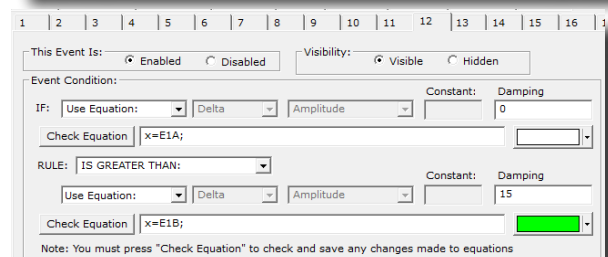 1 2 3 4 5 6 7 8 9 10 11 12 13 14 15 16
This Event Is: Enabled Disabled Visibility: Visible Hidden
Event Condition:
Constant: Damping
IF: Use Equation: Delta Amplitude 0
Check Equation x=E1A;
RULE: IS GREATER THAN:
Constant: Damping
Use Equation: Delta Amplitude 15
Check Equation x=E1B;
Note: You must press "Check Equation" to check and save any changes made to equations